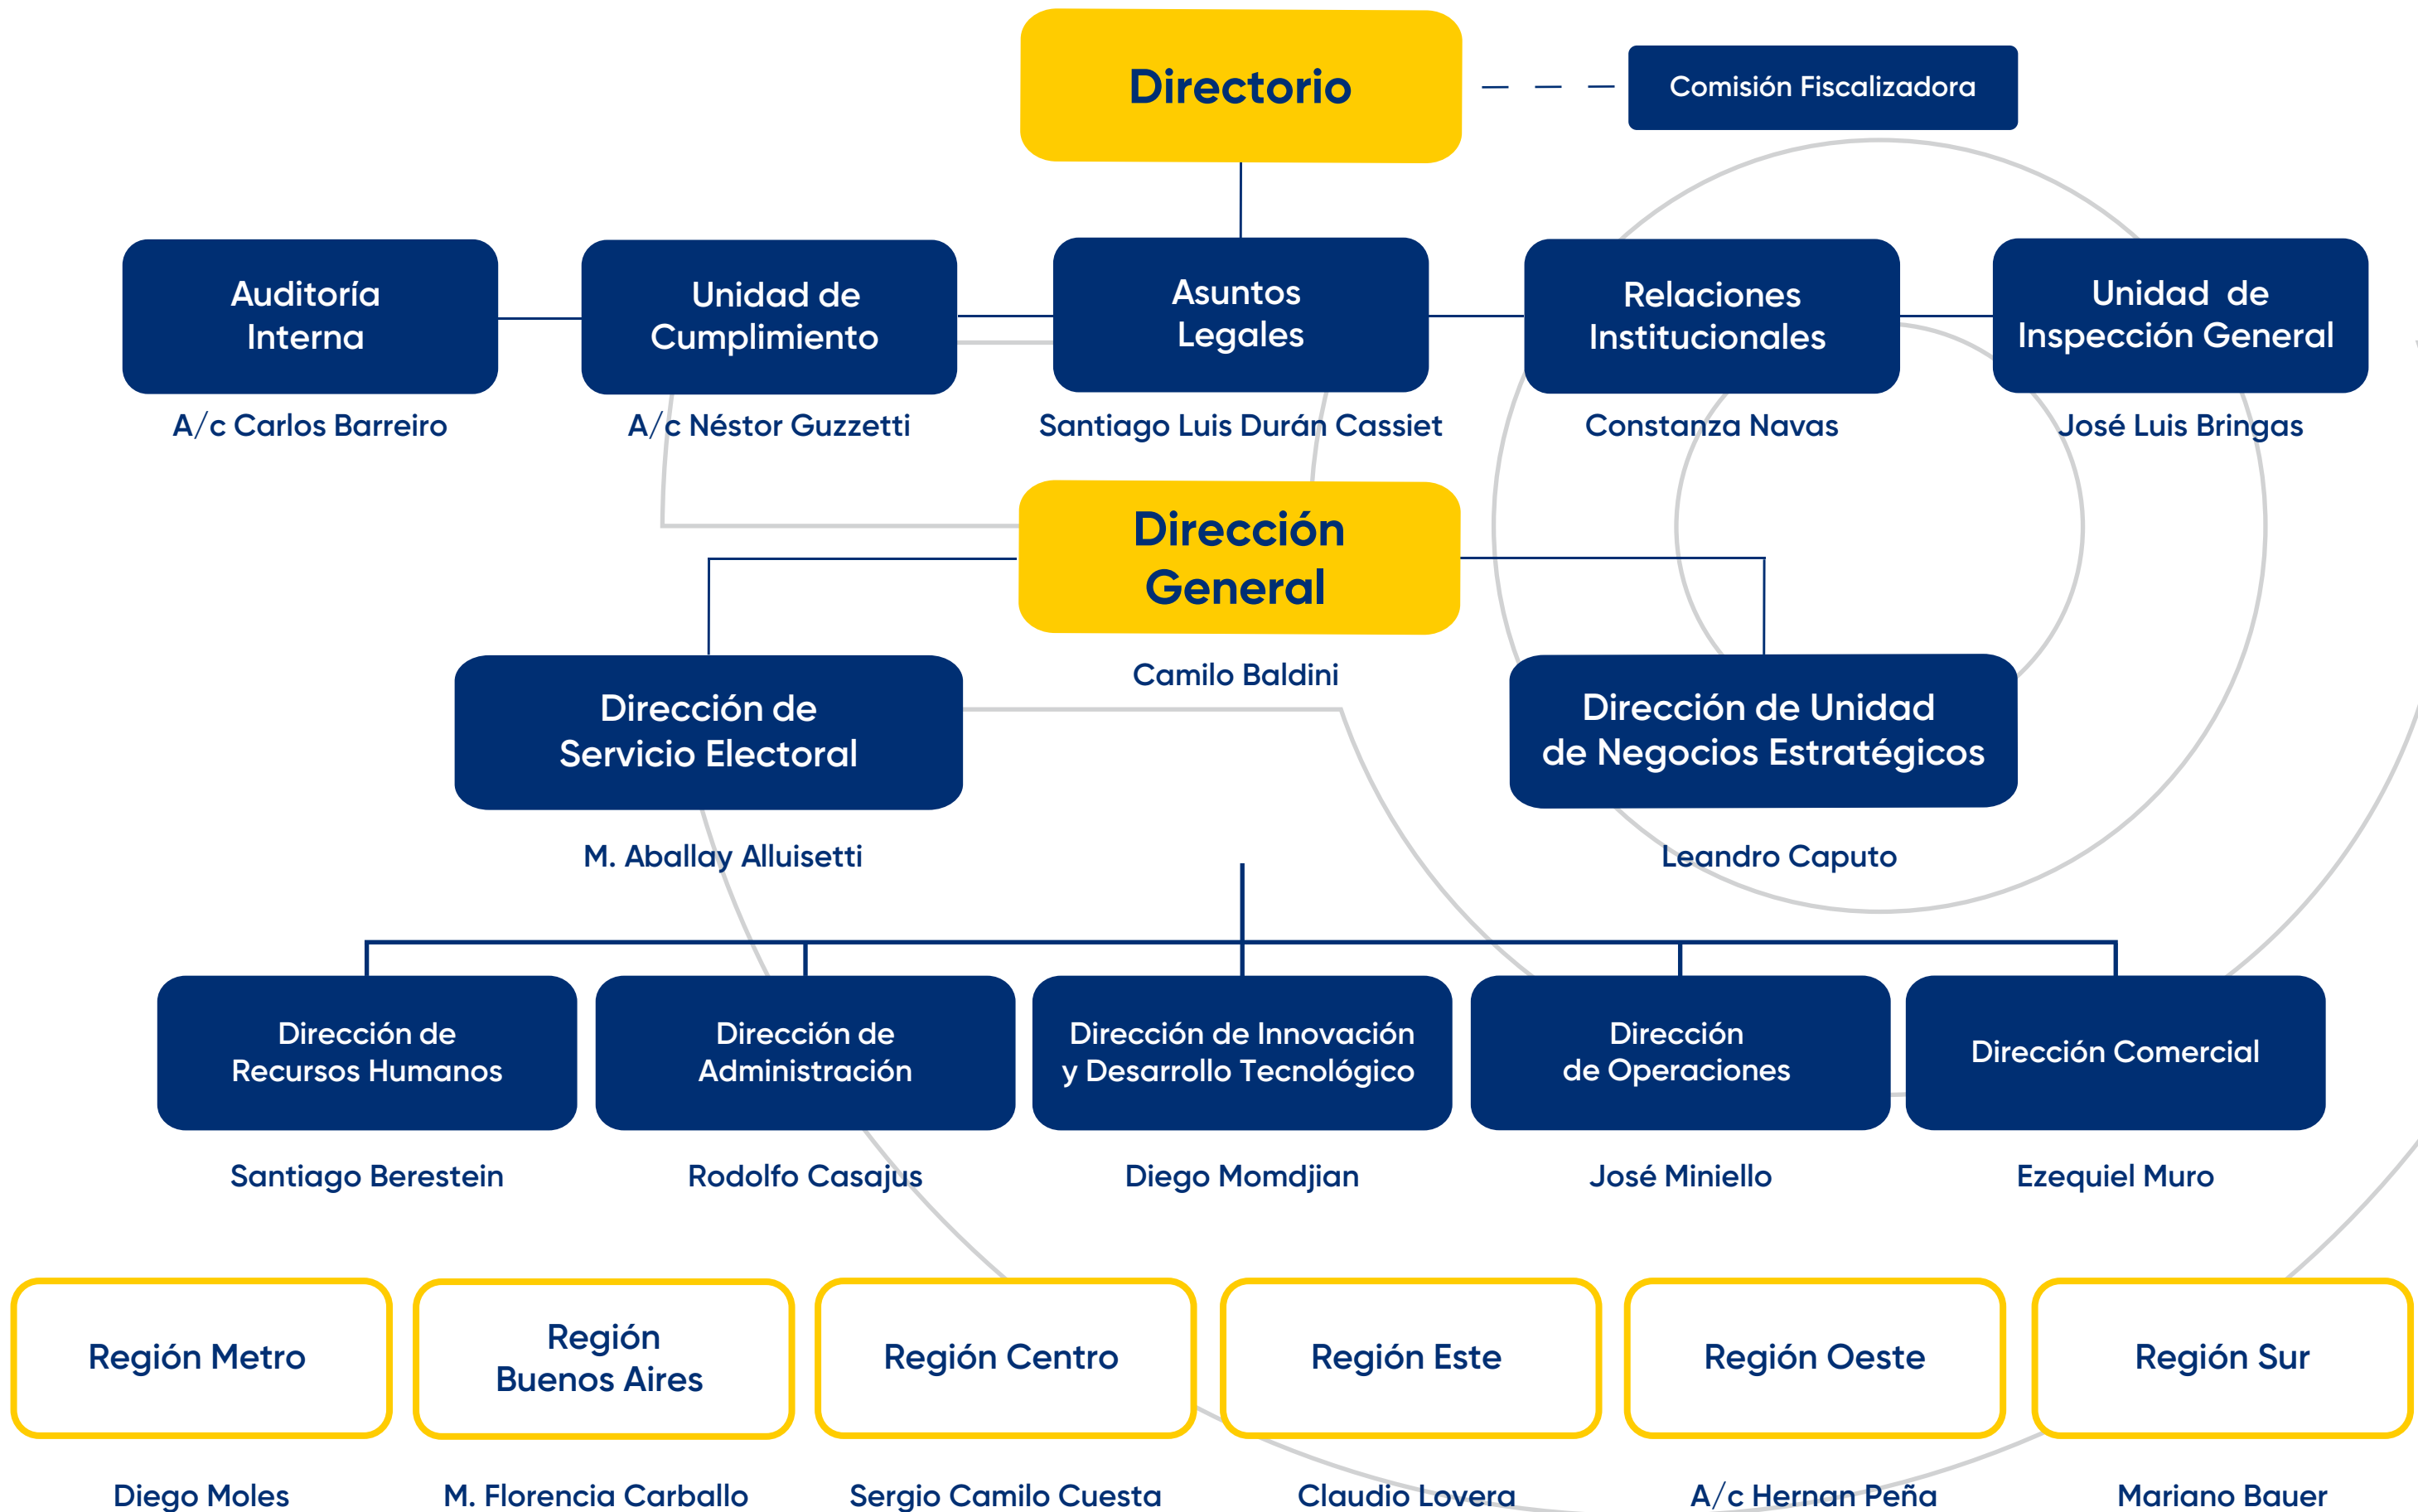 Directorio
Comisión Fiscalizadora
Auditoría
Interna
A/c Carlos Barreiro
Unidad de
Cumplimiento
A/c Néstor Guzzetti
Asuntos
Legales
Santiago Luis Durán Cassiet
Relaciones
Institucionales
Constanza Navas
Unidad de
Inspección General
José Luis Bringas
Dirección
General
Camilo Baldini
Dirección de
Servicio Electoral
M. Aballay Alluisetti
Dirección de Unidad
de Negocios Estratégicos
Leandro Caputo
Dirección de
Recursos Humanos
Santiago Berestein
Dirección de
Administración
Rodolfo Casajus
Dirección de Innovación
y Desarrollo Tecnológico
Diego Momdjian
Dirección
de Operaciones
José Miniello
Dirección Comercial
Ezequiel Muro
Región Metro
Diego Moles
Región
Buenos Aires
M. Florencia Carballo
Región Centro
Sergio Camilo Cuesta
Región Este
Claudio Lovera
Región Oeste
A/c Hernan Peña
Región Sur
Mariano Bauer